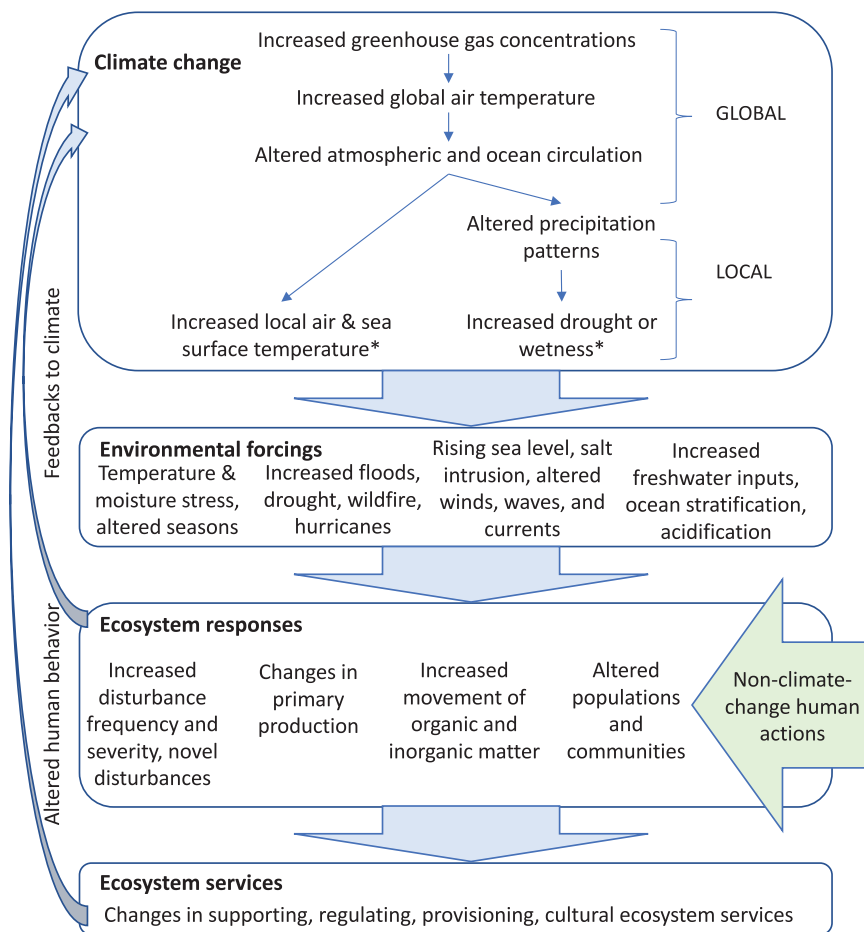 Climate change
Increased greenhouse gas concentrations
Increased global air temperature
Altered atmospheric and ocean circulation
GLOBAL
Altered precipitation
patterns
LOCAL
Increased local air & sea
surface temperature*
Increased drought or
wetness*
Feedbacks to climate
Environmental forcings
Temperature &
moisture stress,
altered seasons
Increased floods,
drought, wildfire,
hurricanes
Rising sea level, salt
intrusion, altered
winds, waves, and
currents
Increased
freshwater inputs,
ocean stratification,
acidification
Altered human behavior
Ecosystem responses
Increased
disturbance
frequency and
severity, novel
disturbances
Changes in
primary
production
Increased
movement of
organic and
inorganic matter
Altered
populations
and
communities
Non-climate-
change human
actions
Ecosystem services
Changes in supporting, regulating, provisioning, cultural ecosystem services